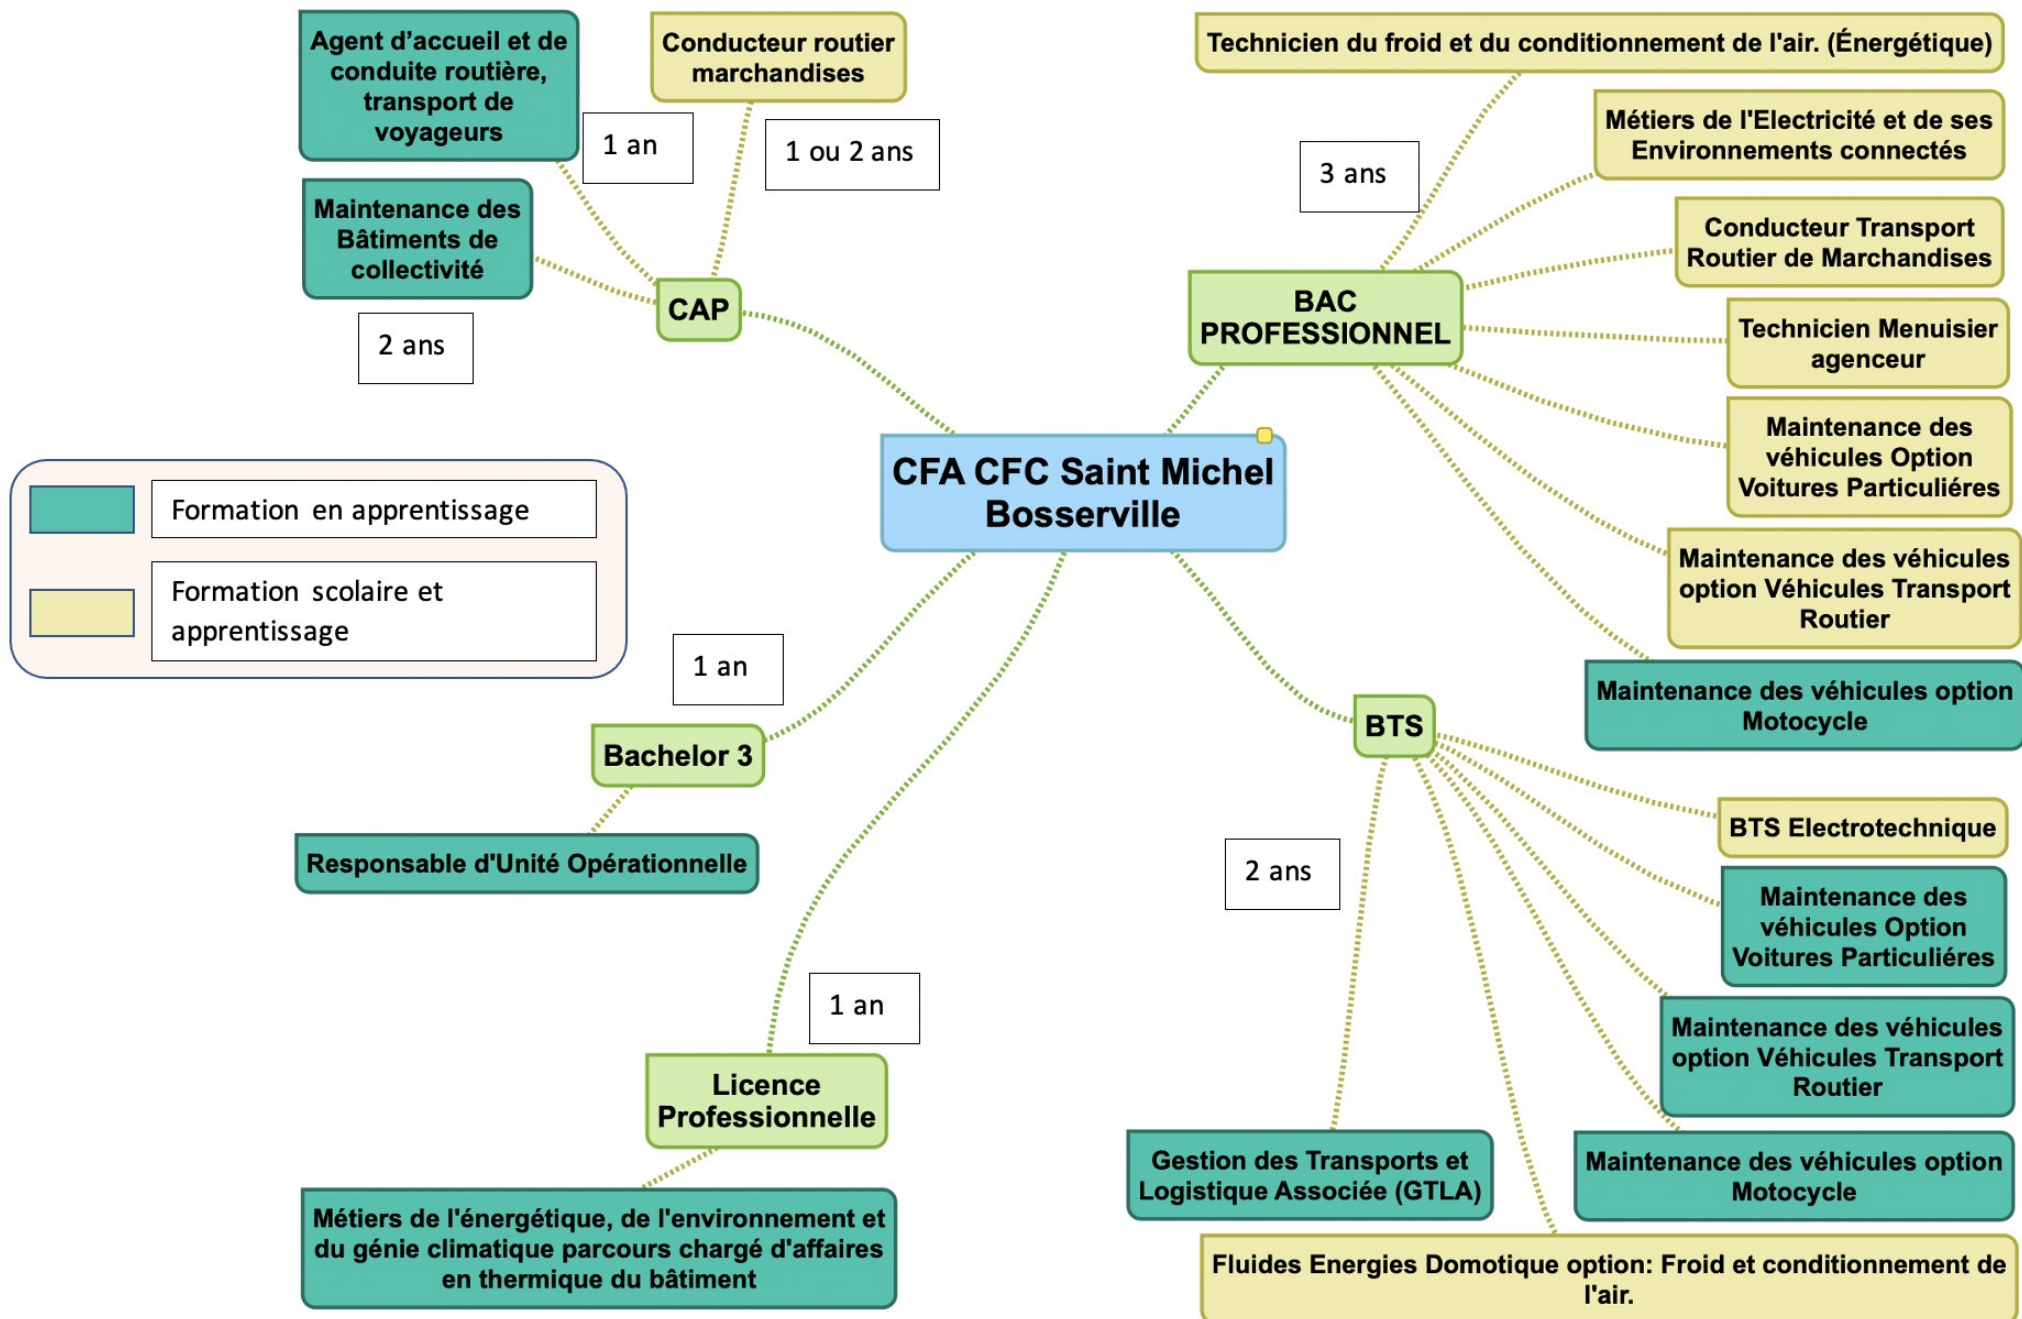 Agent d'accueil et de
conduite routière,
transport de
voyageurs
1 an
Conducteur routier
marchandises
1 ou 2 ans
Maintenance des
Bâtiments de
collectivité
2 ans
CAP
Technicien du froid et du conditionnement de l'air. (Énergétique)
3 ans
Métiers de l'Electricité et de ses
Environnements connectés
Conducteur Transport
Routier de Marchandises
BAC
PROFESSIONNEL
Technicien Menuisier
agenceur
Maintenance des
véhicules Option
Voitures Particuliéres
Maintenance des véhicules
option Véhicules Transport
Routier
Maintenance des véhicules option
Motocycle
CFA CFC Saint Michel
Bosserville
Formation en apprentissage
Formation scolaire et
apprentissage
1 an
Bachelor 3
Responsable d'Unité Opérationnelle
1 an
Licence
Professionnelle
Métiers de l'énergétique, de l'environnement et
du génie climatique parcours chargé d'affaires
en thermique du bâtiment
BTS
2 ans
BTS Electrotechnique
Maintenance des
véhicules Option
Voitures Particuliéres
Maintenance des véhicules
option Véhicules Transport
Routier
Maintenance des véhicules option
Motocycle
Gestion des Transports et
Logistique Associée (GTLA)
Fluides Energies Domotique option: Froid et conditionnement de
l'air.